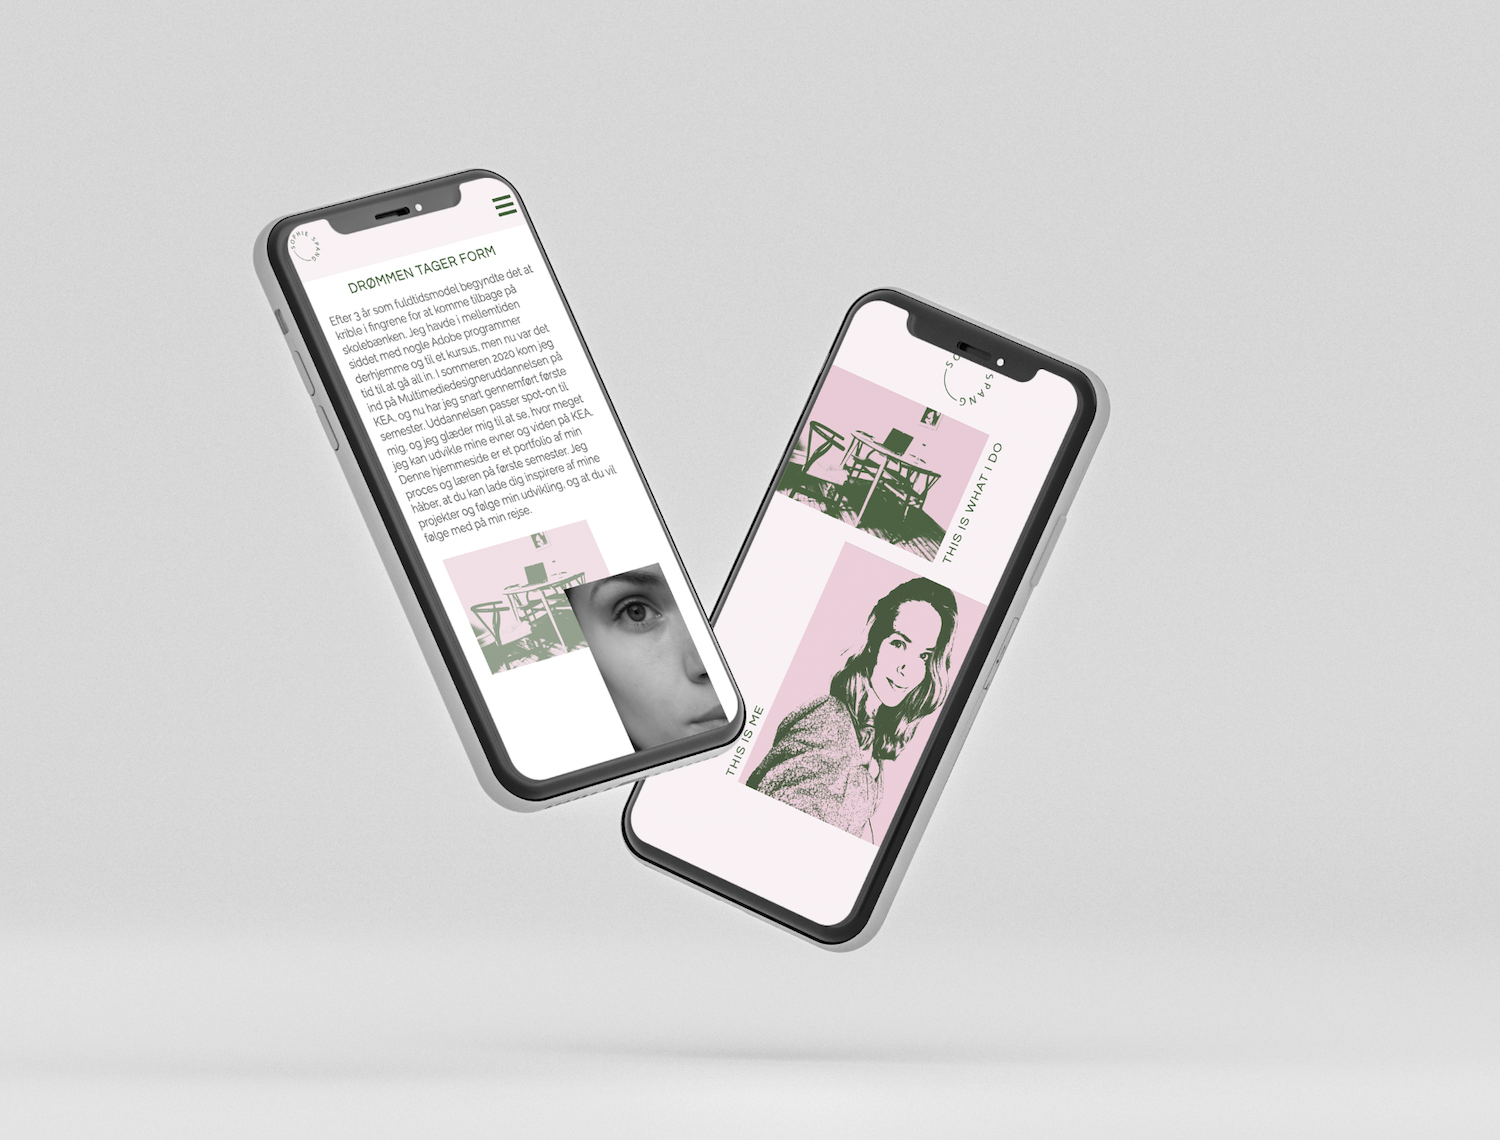 SOPHIE SPANG
DRØMMEN TAGER FORM
Efter 3 år som fuldtidsmodel begyndte det at
krible i fingrene for at komme tilbage på
skolebænken. Jeg havde i mellemtiden
siddet med nogle Adobe programmer
derhjemme og til et kursus, men nu var det
tid til at gå all in. I sommeren 2020 kom jeg
ind på Multimediedesigneruddannelsen på
KEA, og nu har jeg snart gennemført første
semester. Uddannelsen passer spot-on til
mig, og jeg glæder mig til at se, hvor meget
jeg kan udvikle mine evner og viden på KEA.
Denne hjemmeside er et portfolio af min
proces og læren på første semester. Jeg
håber, at du kan lade dig inspirere af mine
projekter og følge min udvikling, og at du vil
følge med på min rejse.
SO
SPANG
THIS IS WHAT I DO
THIS IS ME